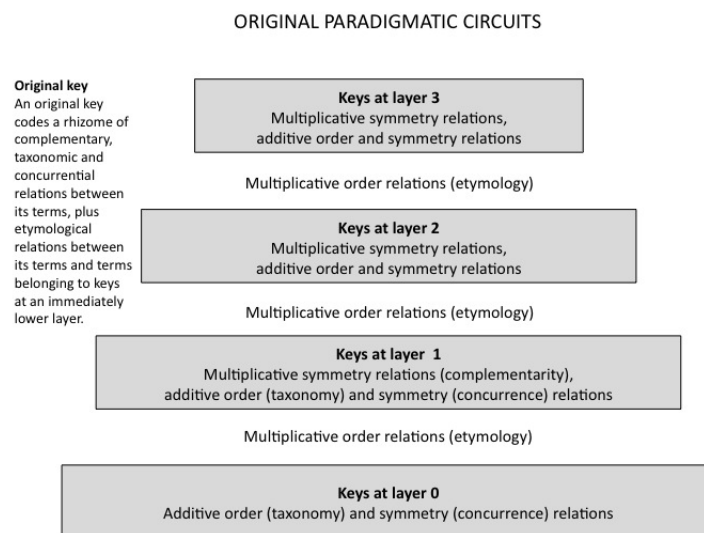 ORIGINAL PARADIGMATIC CIRCUITS
Original key
An original key
codes a rhizome of
complementary,
taxonomic and
concurrential
relations between
its terms, plus
etymological
relations between
its terms and terms
belonging to keys
at an immediately
lower layer.
Keys at layer 3
Multiplicative symmetry relations,
additive order and symmetry relations
Multiplicative order relations (etymology)
Keys at layer 2
Multiplicative symmetry relations,
additive order and symmetry relations
Multiplicative order relations (etymology)
Keys at layer 1
Multiplicative symmetry relations (complementarity),
additive order (taxonomy) and symmetry (concurrence) relations
Multiplicative order relations (etymology)
Keys at layer 0
Additive order (taxonomy) and symmetry (concurrence) relations